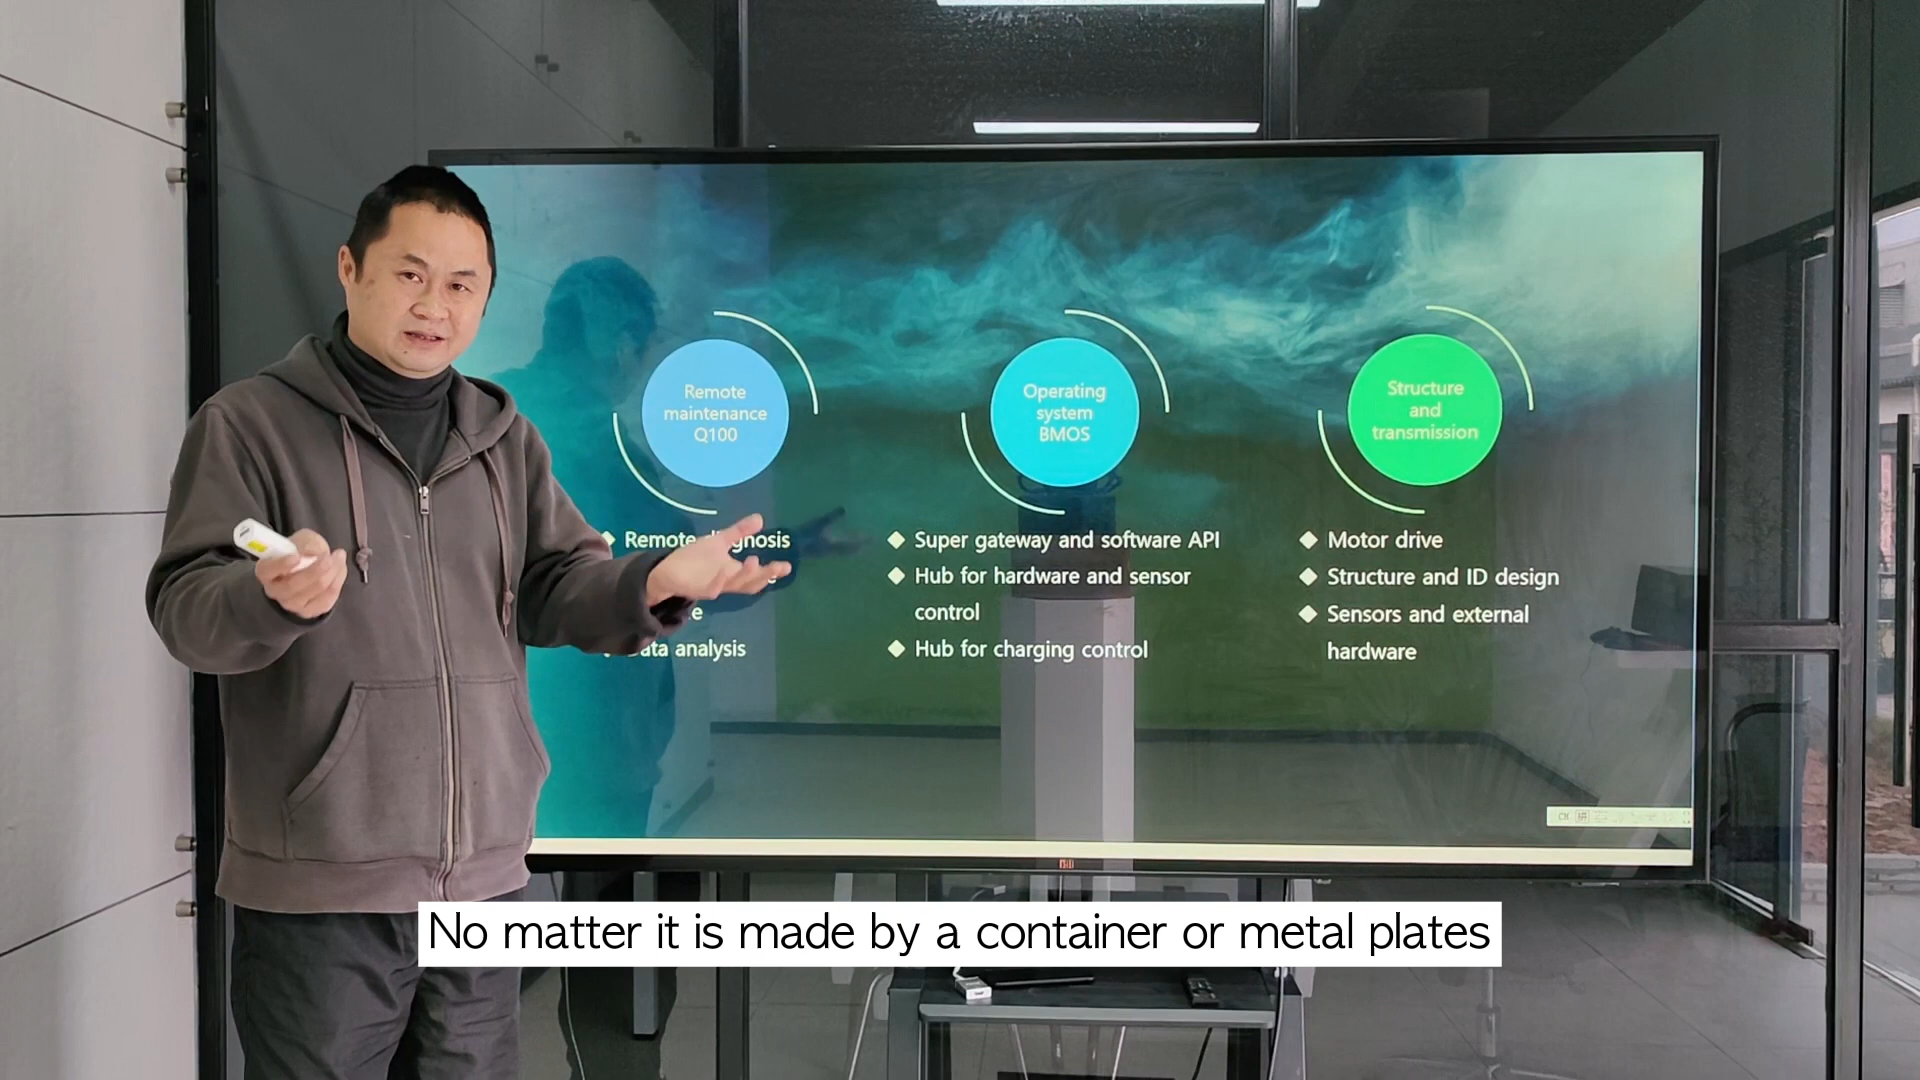 Remote
maintenance
Q100
Operating
system
BMOS
Structure
and
transmission
Remote diagnosis
Data analysis
Super gateway and software API
Hub for hardware and sensor
control
Hub for charging control
Motor drive
Structure and ID design
Sensors and external
hardware
No matter it is made by a container or metal plates